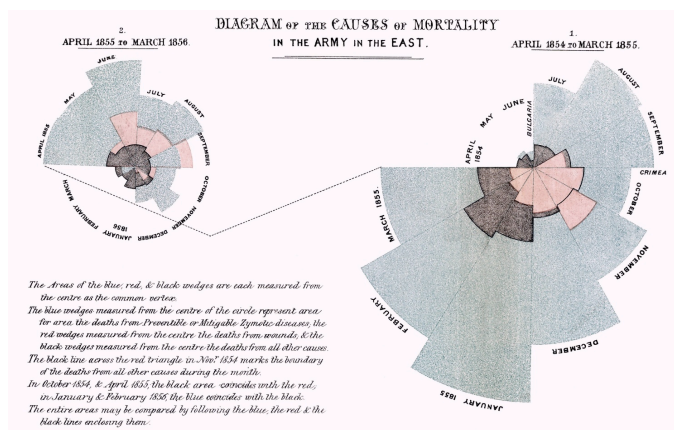 DIAGRAM OF THE CAUSES OF MORTALITY
IN THE ARMY IN THE EAST.
2.
APRIL 1855 TO MARCH 1856.
1.
APRIL 1854 TO MARCH 1855.
APRIL 1855
MAY
JUNE
JULY
AUGUST
SEPTEMBER
OCTOBER
NOVEMBER
DECEMBER
JANUARY
1856
FEBRUARY
MARCH
APRIL
1854
MAY
JUNE
BULGARIA
JULY
AUGUST
SEPTEMBER
CRIMEA
OCTOBER
NOVEMBER
DECEMBER
JANUARY 1855
FEBRUARY
MARCH 1855
The Areas of the blue, red, & black wedges are each measured from
the centre as the common vertex.
The blue wedges measured from the centre of the circle represent area
for area the deaths from Preventible or Mitigable Zymotic diseases, the
red wedges measured from the centre the deaths from wounds, & the
black wedges measured from the centre the deaths from all other causes.
The black line across the red triangle in Novr. 1854 marks the boundary
of the deaths from all other causes during the month.
In October 1854, & April 1855, the black area coincides with the red,
in January & February 1856, the blue coincides with the black.
The entire areas may be compared by following the blue, the red & the
black lines enclosing them.